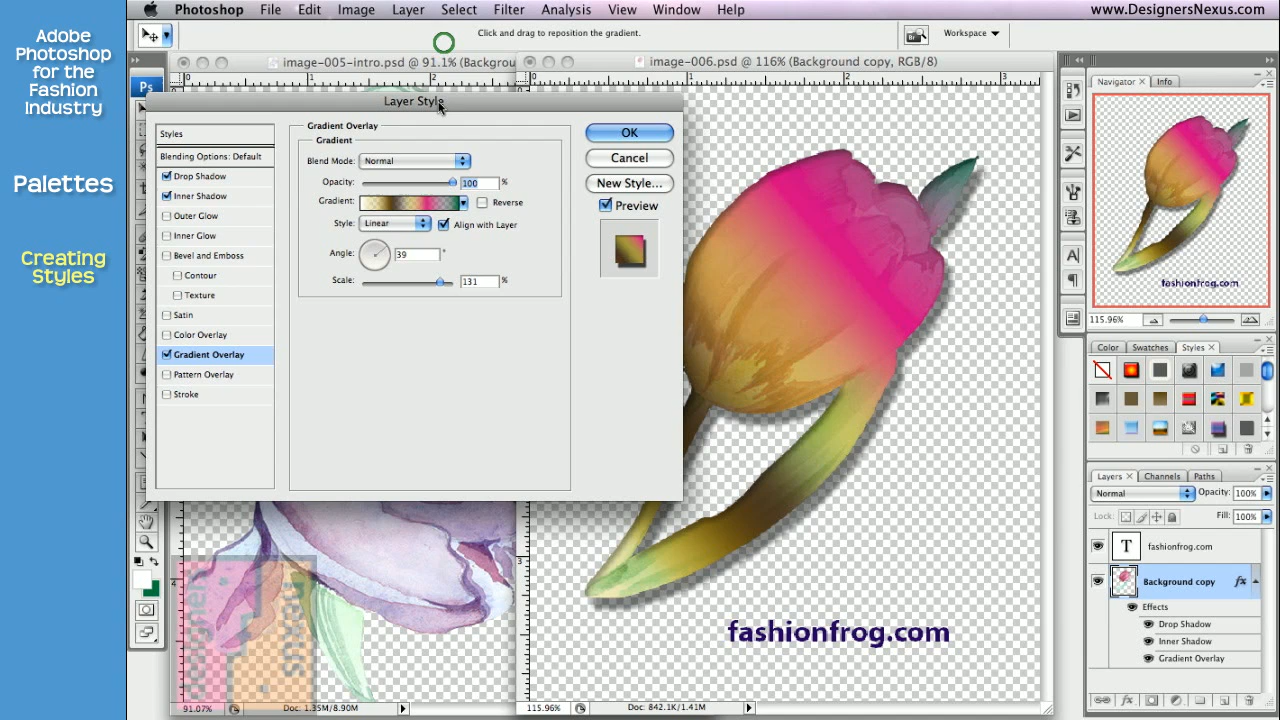 Adobe
Photoshop
for the
Fashion
Industry
Palettes
Creating
Styles
Photoshop File Edit Image Layer Select Filter Analysis View Window Help
www.DesignersNexus.com
Click and drag to reposition the gradient.
Workspace
image-005-intro.psd @ 91.1% (Backgrou
image-006.psd @ 116% (Background copy, RGB/8)
Ps
Layer Style
Styles
Blending Options: Default
Drop Shadow
Inner Shadow
Outer Glow
Inner Glow
Bevel and Emboss
Contour
Texture
Satin
Color Overlay
Gradient Overlay
Pattern Overlay
Stroke
Gradient Overlay
Gradient
Blend Mode: Normal
Opacity: 100 %
Gradient: Reverse
Style: Linear Align with Layer
Angle: 39 °
Scale: 131 %
OK
Cancel
New Style...
Preview
fashionfrog.com
nexus
91.07% Doc: 1.35M/8.90M
115.96% Doc: 842.1K/1.41M
Navigator Info
fashionfrog.com
115.96%
Color Swatches Styles
Layers Channels Paths
Normal Opacity: 100%
Lock: Fill: 100%
T fashionfrog.com
Background copy fx
Effects
Drop Shadow
Inner Shadow
Gradient Overlay